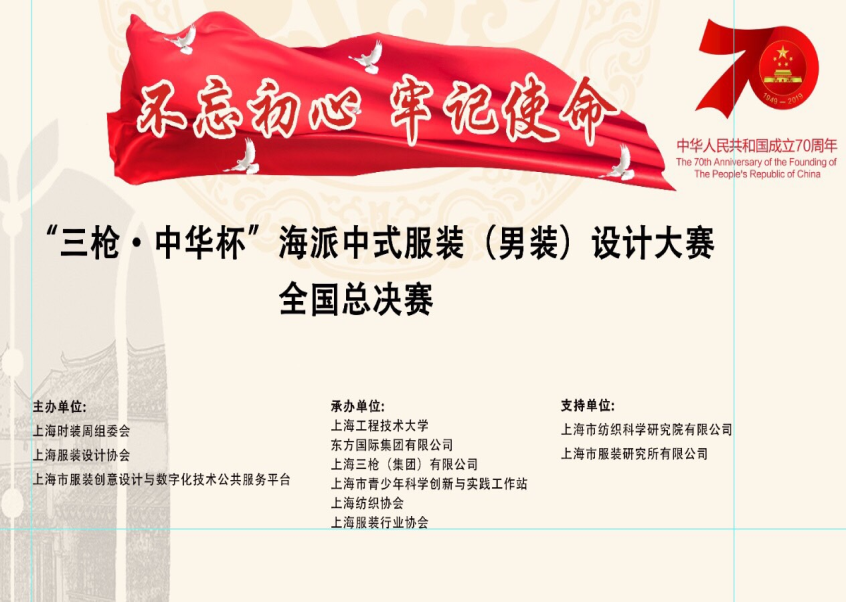 不忘初心 牢记使命
1949—2019
中华人民共和国成立70周年
The 70th Anniversary of the Founding of
The People's Republic of China
“三枪·中华杯”海派中式服装（男装）设计大赛
全国总决赛
主办单位:
上海时装周组委会
上海服装设计协会
上海市服装创意设计与数字化技术公共服务平台
承办单位:
上海工程技术大学
东方国际集团有限公司
上海三枪（集团）有限公司
上海市青少年科学创新与实践工作站
上海纺织协会
上海服装行业协会
支持单位:
上海市纺织科学研究院有限公司
上海市服装研究所有限公司